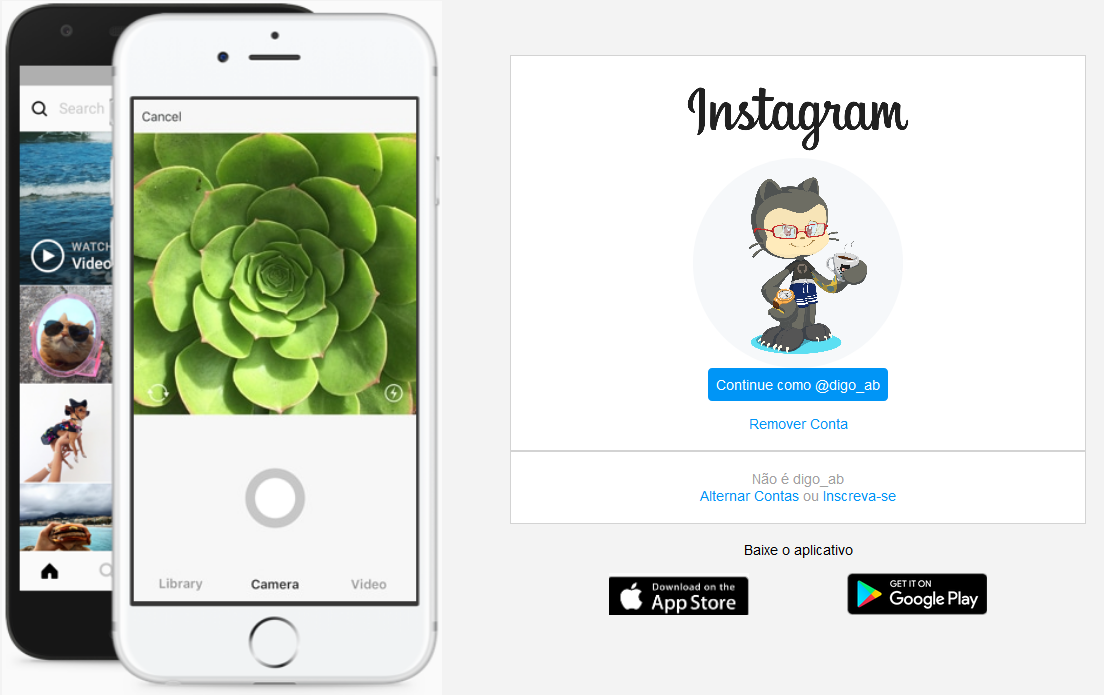 Search
WATCH
Video
Cancel
Library
Camera
Video
Instagram
Continue como @digo_ab
Remover Conta
Não é digo_ab
Alternar Contas ou Inscreva-se
Baixe o aplicativo
Download on the
App Store
GET IT ON
Google Play